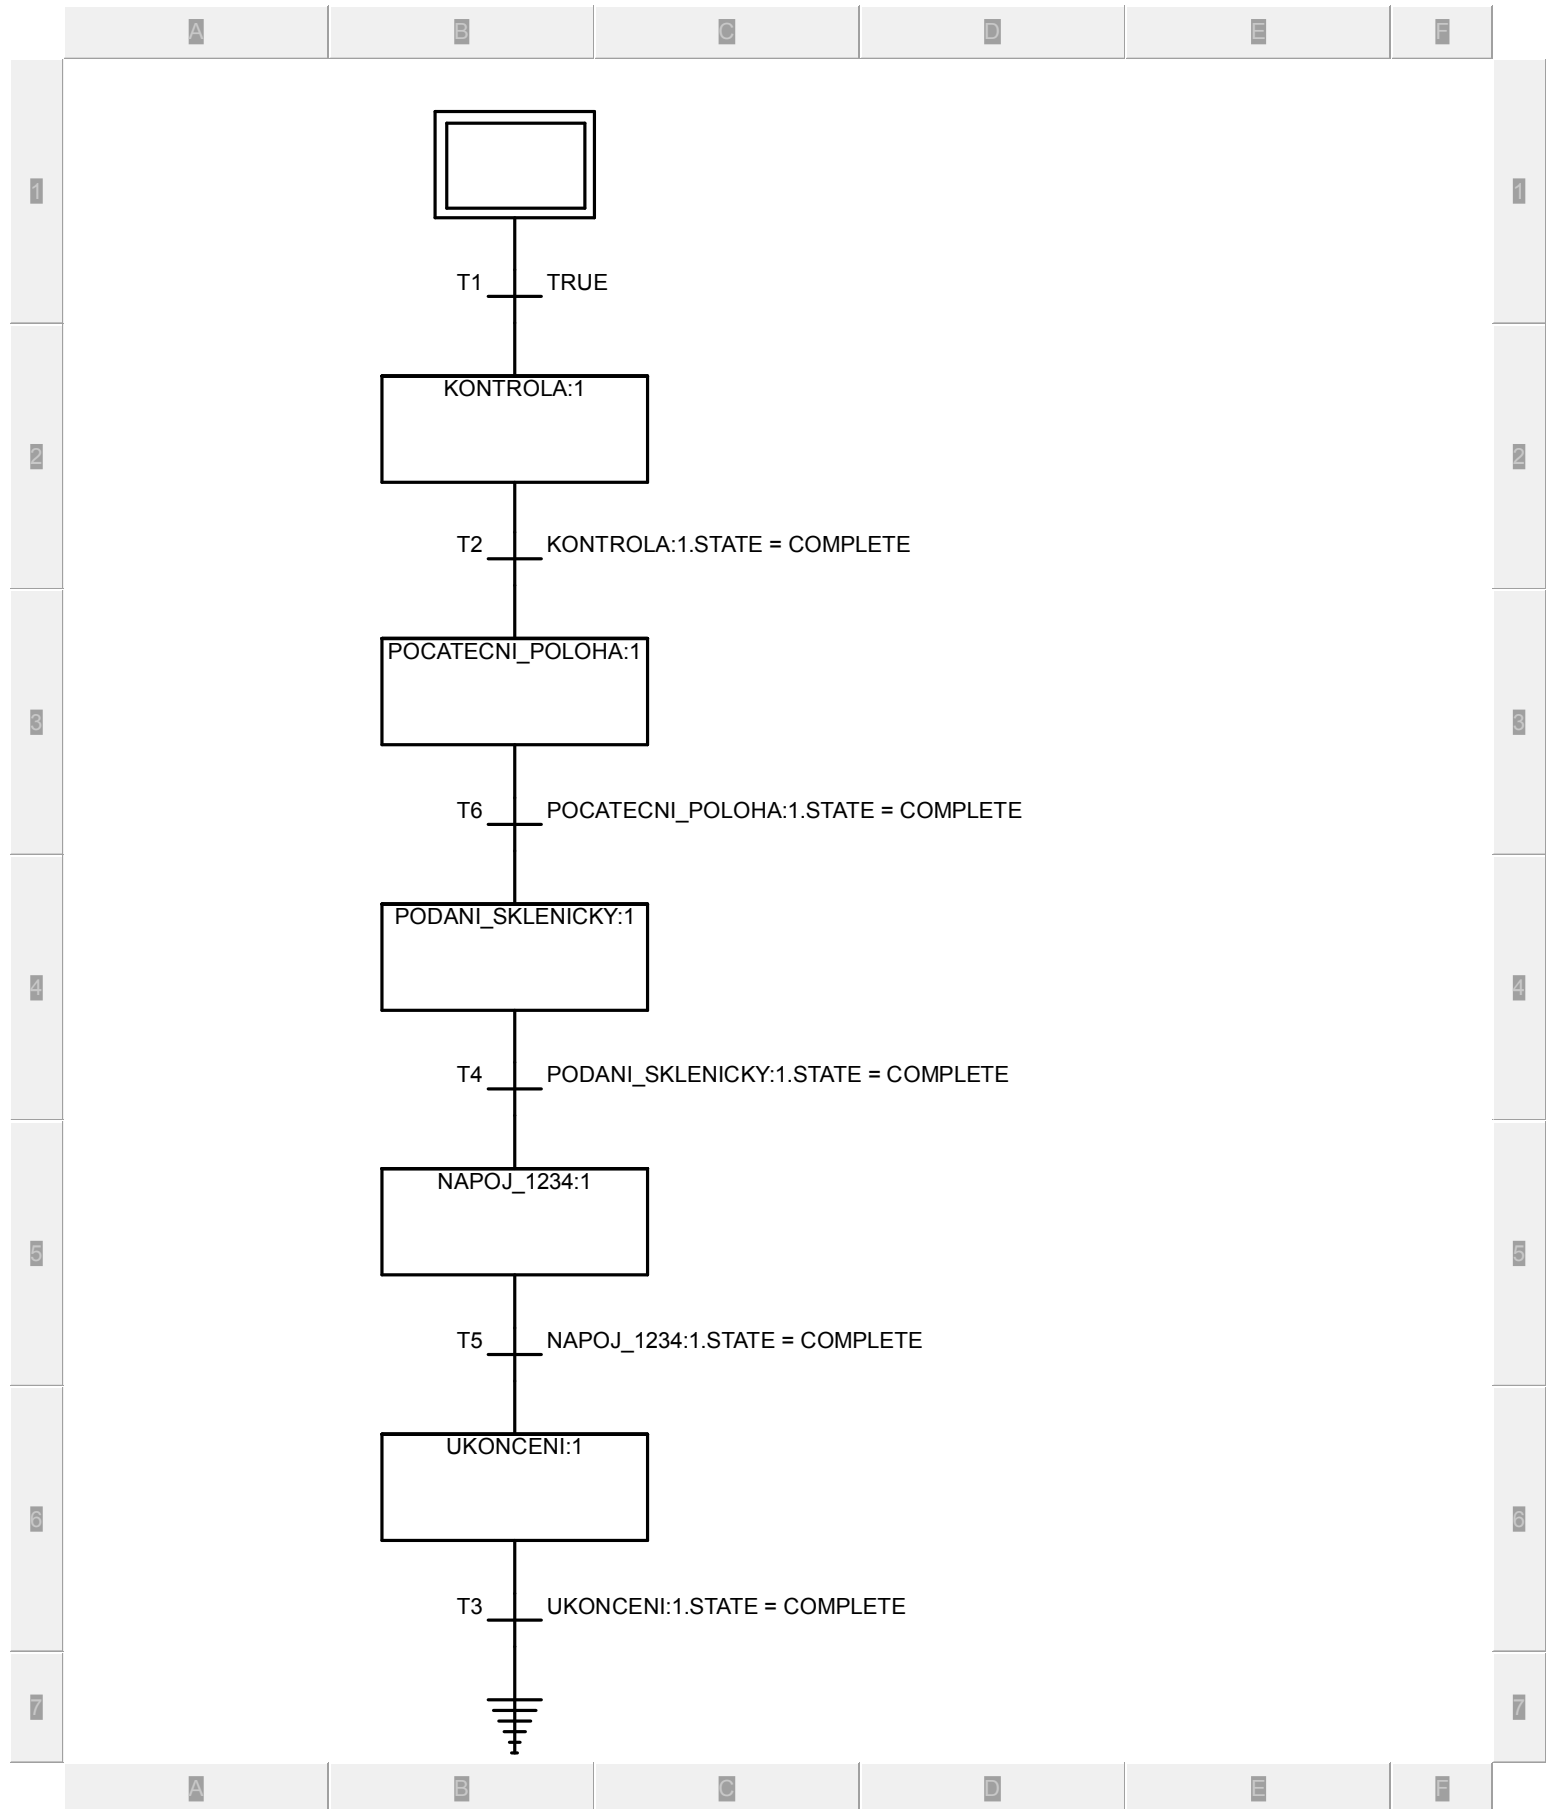 A B C D E F
1 1
T1 TRUE
KONTROLA:1
2 2
T2 KONTROLA:1.STATE = COMPLETE
POCATECNI_POLOHA:1
3 3
T6 POCATECNI_POLOHA:1.STATE = COMPLETE
PODANI_SKLENICKY:1
4 4
T4 PODANI_SKLENICKY:1.STATE = COMPLETE
NAPOJ_1234:1
5 5
T5 NAPOJ_1234:1.STATE = COMPLETE
UKONCENI:1
6 6
T3 UKONCENI:1.STATE = COMPLETE
7 7
A B C D E F